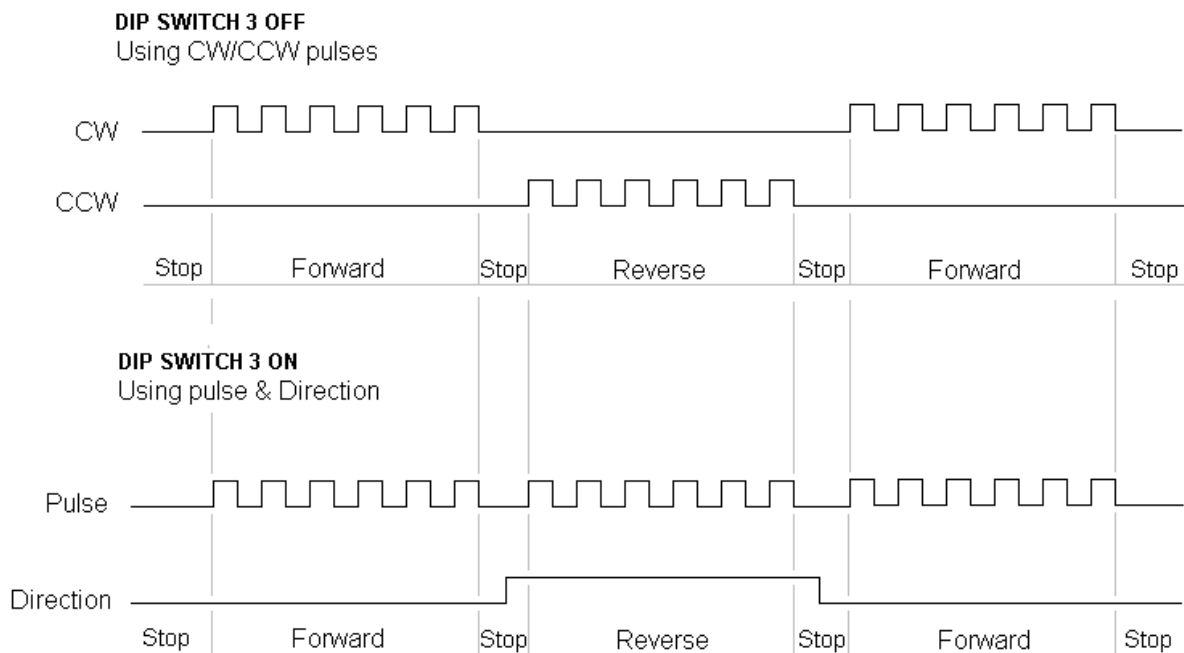 DIP SWITCH 3 OFF
Using CW/CCW pulses
CW
CCW
Stop Forward Stop Reverse Stop Forward Stop
DIP SWITCH 3 ON
Using pulse & Direction
Pulse
Direction
Stop Forward Stop Reverse Stop Forward Stop